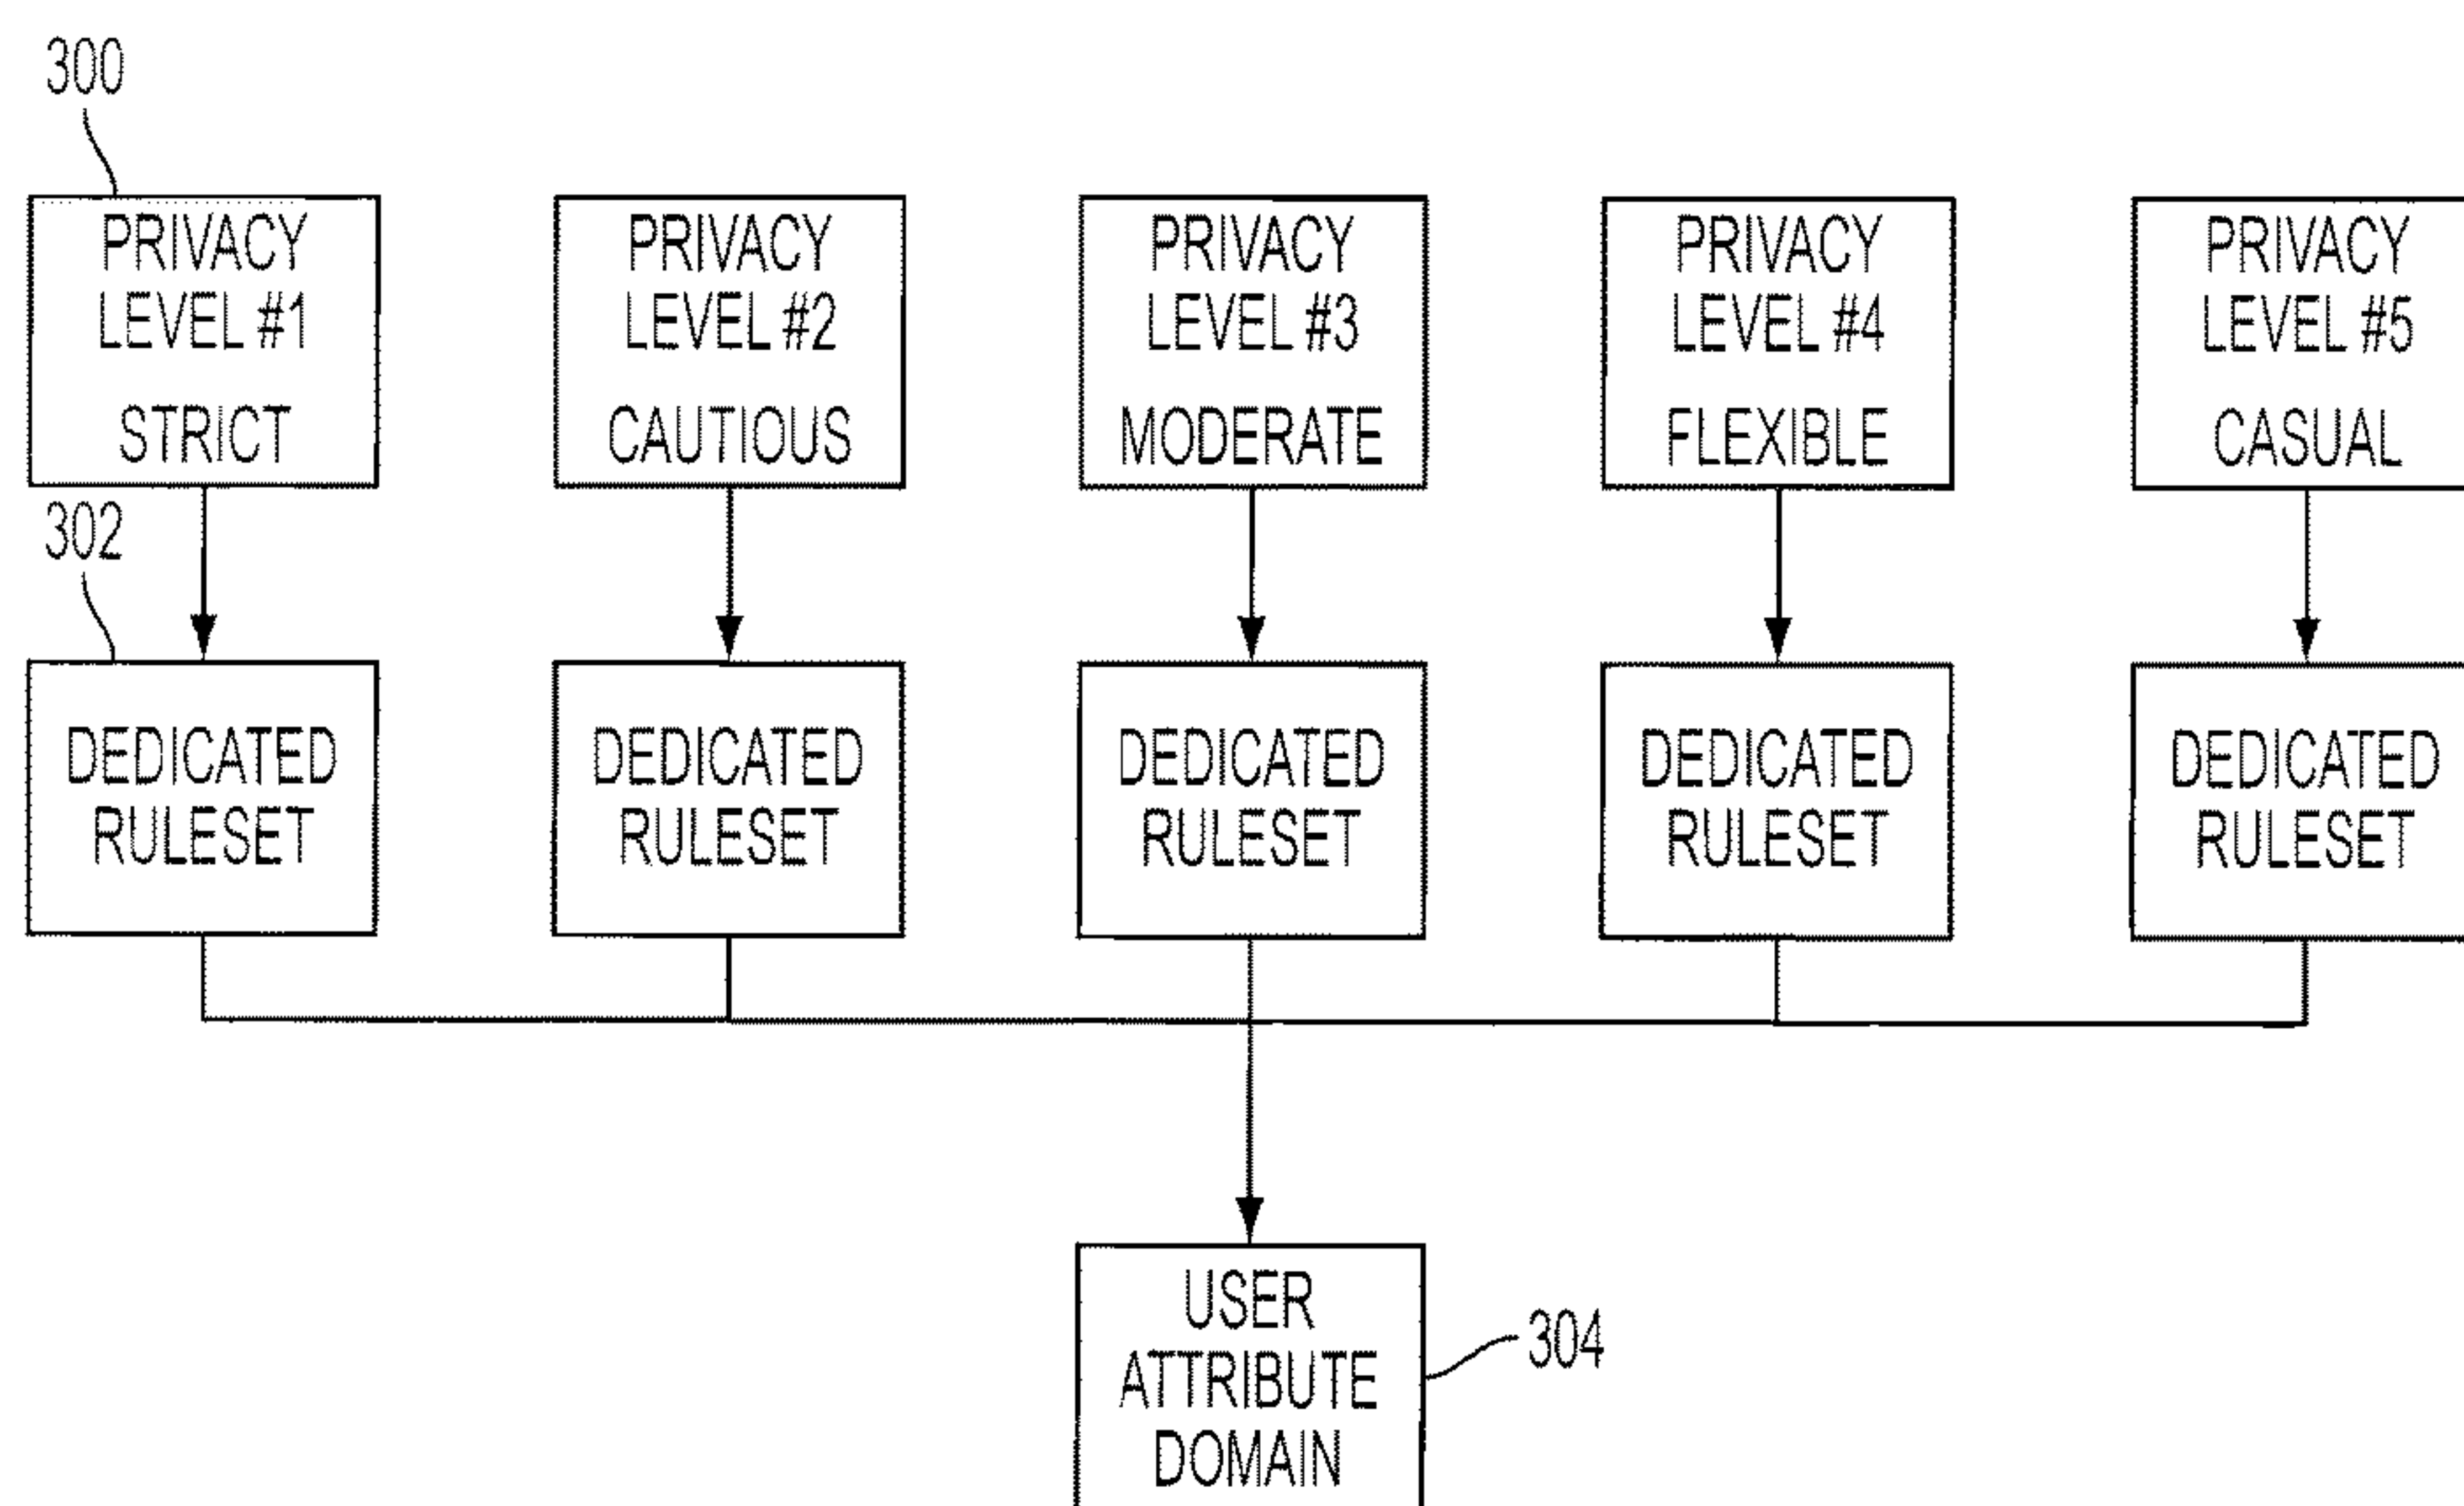 300
PRIVACY
LEVEL #1
STRICT
PRIVACY
LEVEL #2
CAUTIOUS
PRIVACY
LEVEL #3
MODERATE
PRIVACY
LEVEL #4
FLEXIBLE
PRIVACY
LEVEL #5
CASUAL
302
DEDICATED
RULESET
DEDICATED
RULESET
DEDICATED
RULESET
DEDICATED
RULESET
DEDICATED
RULESET
USER
ATTRIBUTE
DOMAIN
304